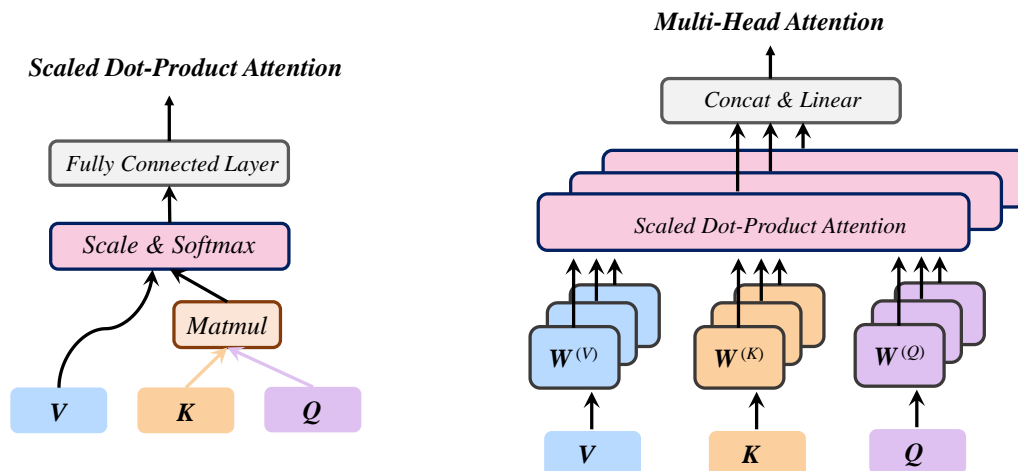 Scaled Dot-Product Attention
Fully Connected Layer
Scale & Softmax
Matmul
V
K
Q
Multi-Head Attention
Concat & Linear
Scaled Dot-Product Attention
W(V)
W(K)
W(Q)
V
K
Q